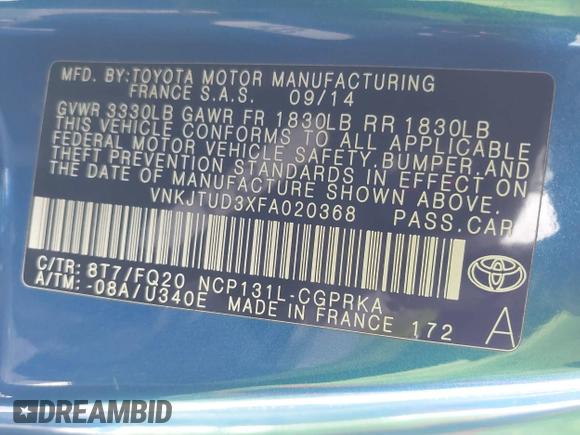 MFD. BY:TOYOTA MOTOR MANUFACTURING
FRANCE S.A.S. 09/14
GVWR 3330LB GAWR FR 1830LB RR 1830LB
THIS VEHICLE CONFORMS TO ALL APPLICABLE
FEDERAL MOTOR VEHICLE SAFETY,BUMPER,AND
THEFT PREVENTION STANDARDS IN EFFECT ON
THE DATE OF MANUFACTURE SHOWN ABOVE.
VNKJTUD3XFA020368 PASS.CAR
C/TR: 8T7/FQ20 NCP131L-CGPRKA
A/TM:-08A/U340E MADE IN FRANCE 172
TOYOTA
A
DREAMBID